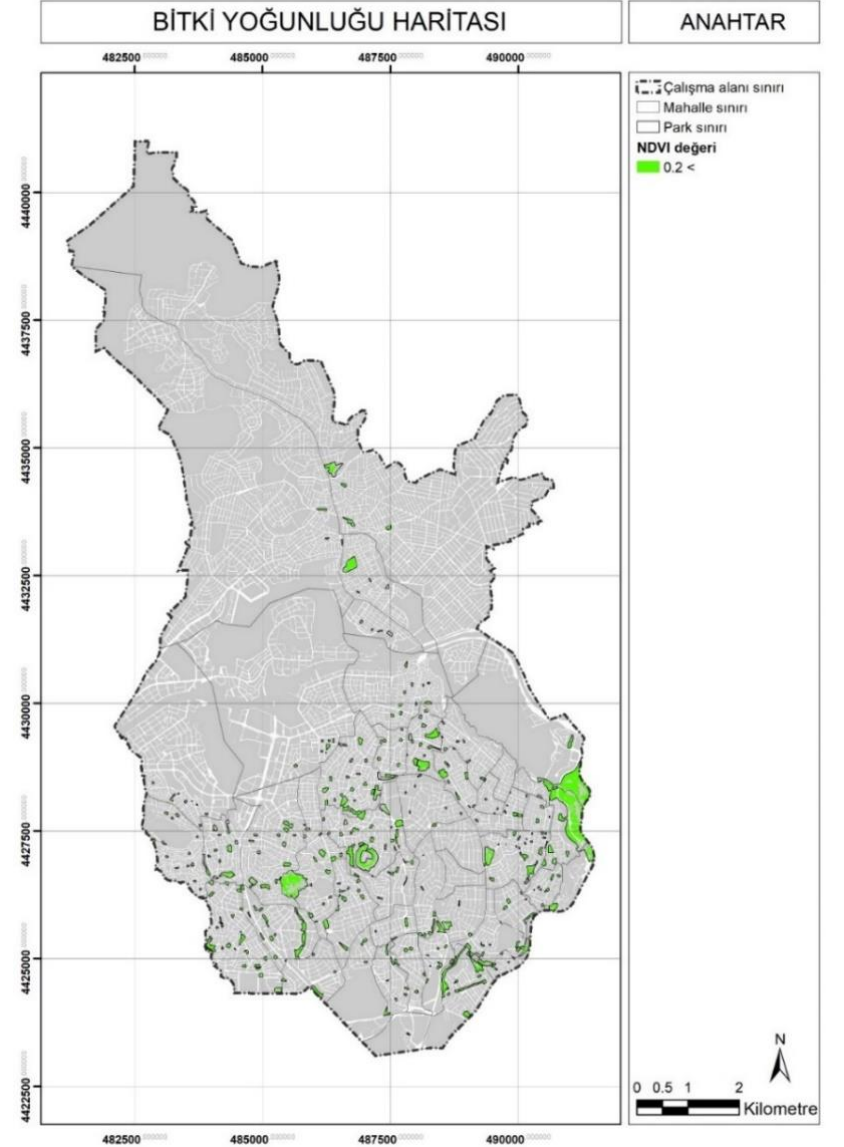 BİTKİ YOĞUNLUĞU HARİTASI
ANAHTAR
482500 485000 487500 490000
Çalışma alanı sınırı
Mahalle sınırı
Park sınırı
NDVI değeri
0.2 <
4440000
4437500
4435000
4432500
4430000
4427500
4425000
4422500
N
0 0.5 1 2
Kilometre
482500 485000 487500 490000